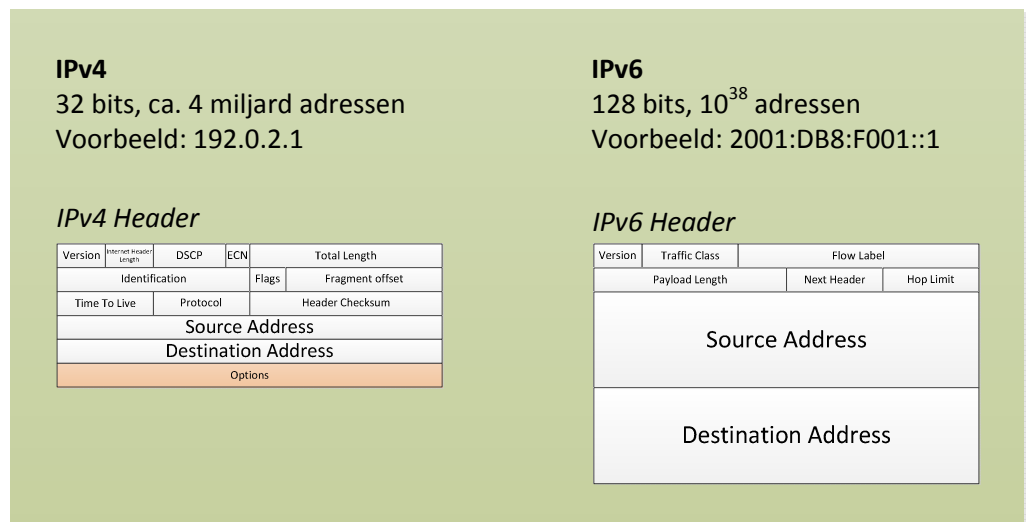 IPv4
32 bits, ca. 4 miljard adressen
Voorbeeld: 192.0.2.1
IPv4 Header
Version Internet Header Length DSCP ECN Total Length
Identification Flags Fragment offset
Time To Live Protocol Header Checksum
Source Address
Destination Address
Options
IPv6
128 bits, 10^38 adressen
Voorbeeld: 2001:DB8:F001::1
IPv6 Header
Version Traffic Class Flow Label
Payload Length Next Header Hop Limit
Source Address
Destination Address